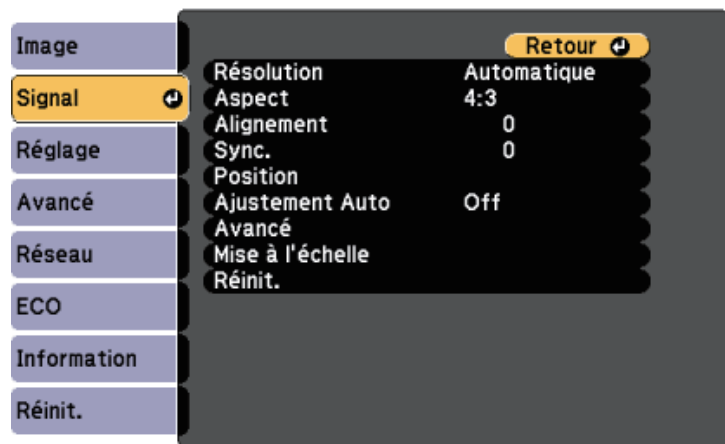 Image
Signal
Réglage
Avancé
Réseau
ECO
Information
Réinit.
Retour
Résolution Automatique
Aspect 4:3
Alignement 0
Sync. 0
Position
Ajustement Auto Off
Avancé
Mise à l'échelle
Réinit.